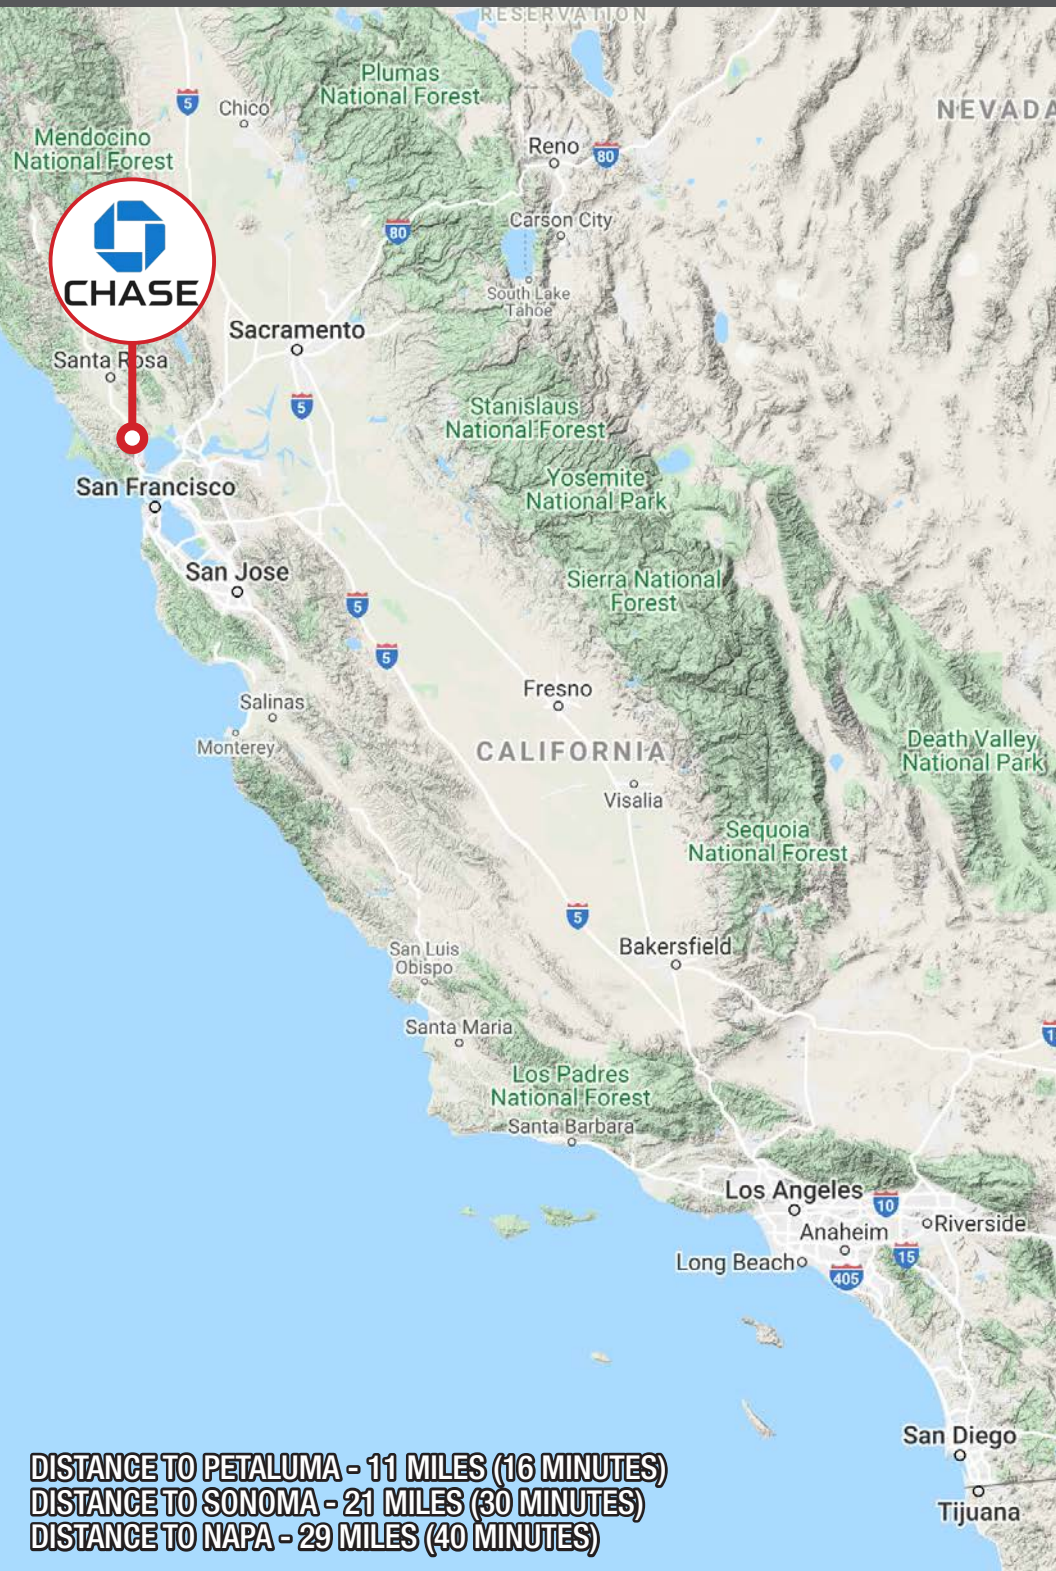 RESERVATION
Plumas
National Forest
5
Chico
NEVADA
Mendocino
National Forest
Reno
80
CHASE
80
Carson City
South Lake
Tahoe
Sacramento
Santa Rosa
5
Stanislaus
National Forest
Yosemite
National Park
San Francisco
San Jose
Sierra National
Forest
5
5
Fresno
Salinas
Monterey
CALIFORNIA
Death Valley
National Park
Visalia
Sequoia
National Forest
5
San Luis
Obispo
Bakersfield
Santa Maria
1
Los Padres
National Forest
Santa Barbara
Los Angeles
10
Riverside
Anaheim
15
Long Beach
405
San Diego
Tijuana
DISTANCE TO PETALUMA - 11 MILES (16 MINUTES)
DISTANCE TO SONOMA - 21 MILES (30 MINUTES)
DISTANCE TO NAPA - 29 MILES (40 MINUTES)